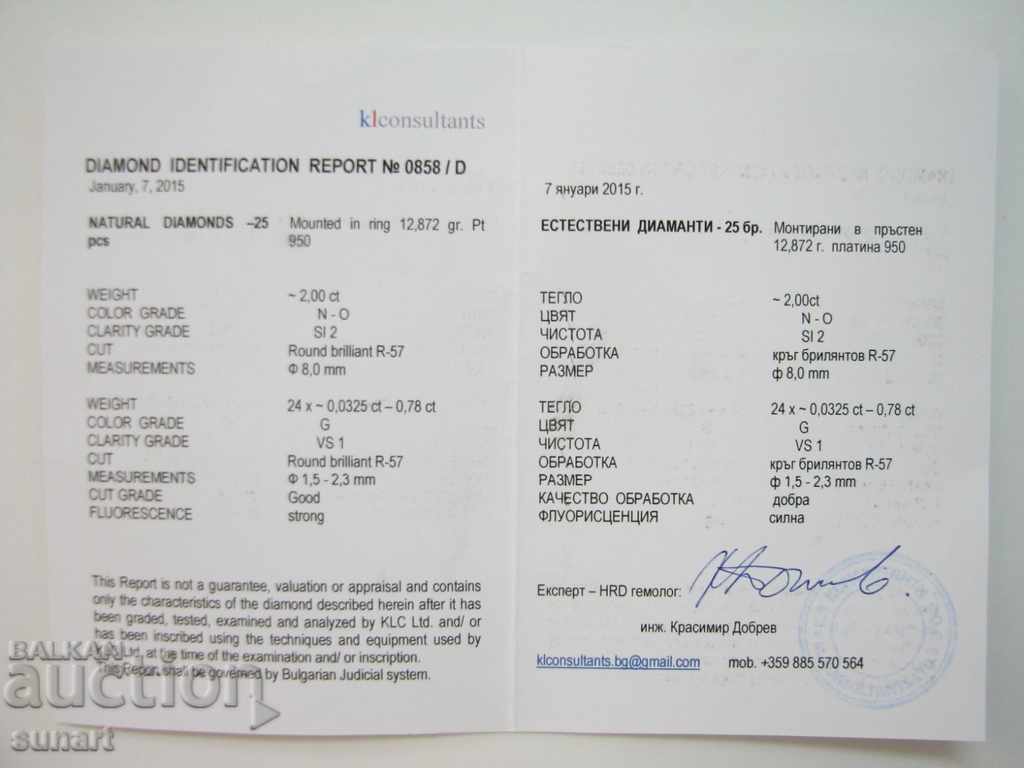 klconsultants
DIAMOND IDENTIFICATION REPORT № 0858 / D
January, 7, 2015
NATURAL DIAMONDS –25 pcs
Mounted in ring 12,872 gr. Pt 950
WEIGHT ~ 2,00 ct
COLOR GRADE N - O
CLARITY GRADE SI 2
CUT Round brilliant R-57
MEASUREMENTS Φ 8,0 mm
WEIGHT 24 x ~ 0,0325 ct – 0,78 ct
COLOR GRADE G
CLARITY GRADE VS 1
CUT Round brilliant R-57
MEASUREMENTS Φ 1,5 - 2,3 mm
CUT GRADE Good
FLUORESCENCE strong
This Report is not a guarantee, valuation or appraisal and contains
only the characteristics of the diamond described herein after it has
been graded, tested, examined and analyzed by KLC Ltd. and/ or
has been inscribed using the techniques and equipment used by
Ltd, at the time of the examination and/ or inscription.
This Report shall be governed by Bulgarian Judicial system.
7 януари 2015 г.
ЕСТЕСТВЕНИ ДИАМАНТИ - 25 бр. Монтирани в пръстен
12,872 г. платина 950
ТЕГЛО ~ 2,00ct
ЦВЯТ N - O
ЧИСТОТА SI 2
ОБРАБОТКА кръг брилянтов R-57
РАЗМЕР ф 8,0 mm
ТЕГЛО 24 x ~ 0,0325 ct – 0,78 ct
ЦВЯТ G
ЧИСТОТА VS 1
ОБРАБОТКА кръг брилянтов R-57
РАЗМЕР ф 1,5 - 2,3 mm
КАЧЕСТВО ОБРАБОТКА добра
ФЛУОРИСЦЕНЦИЯ силна
Експерт – HRD гемолог:
инж. Красимир Добрев
klconsultants.bg@gmail.com mob. +359 885 570 564
BALKAN
auction
sunart